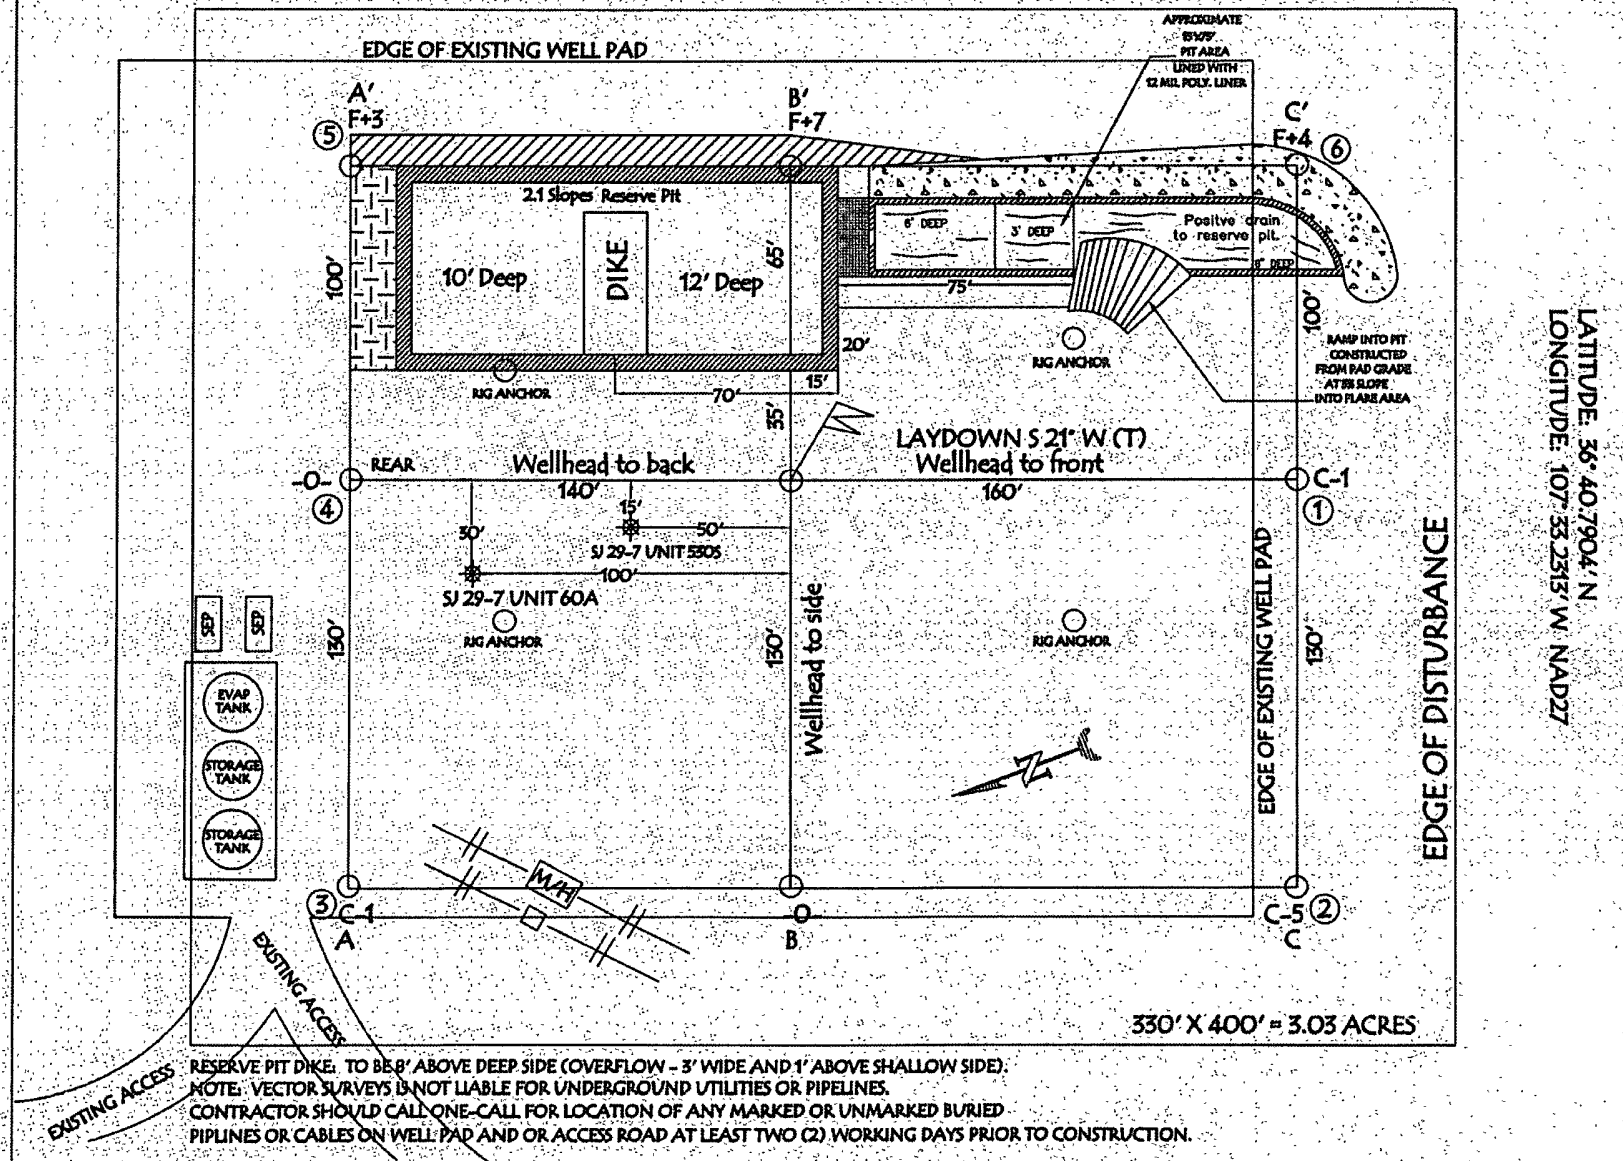 APPROXIMATE
PIT AREA
LINED WITH
12 MIL POLY. LINER
EDGE OF EXISTING WELL PAD
A'
F+3
B'
F+7
C'
F+4
5
6
2.1 Slopes Reserve Pit
10' Deep
DIKE
12' Deep
65'
100'
6' DEEP
3' DEEP
Positve drain
to reserve pit.
8' DEEP
75'
100'
20'
RIG ANCHOR
RAMP INTO PIT
CONSTRUCTED
FROM PAD GRADE
AT 5% SLOPE
INTO FLARE AREA
RIG ANCHOR
70'
15'
35'
LAYDOWN S 21° W (T)
Wellhead to front
160'
REAR
Wellhead to back
140'
-0-
4
C-1
1
30'
15'
50'
SJ 29-7 UNIT 530S
100'
SJ 29-7 UNIT 60A
RIG ANCHOR
RIG ANCHOR
SEP
SEP
130'
130'
Wellhead to side
130'
EDGE OF EXISTING WELL PAD
EDGE OF DISTURBANCE
LATITUDE: 36° 40.7904' N
LONGITUDE: 107° 33.2313' W NAD27
EVAP
TANK
STORAGE
TANK
STORAGE
TANK
N
M/H
3
C-1
A
-0-
B
C-5
2
C
EXISTING ACCESS
EXISTING ACCESS
330' X 400' = 3.03 ACRES
RESERVE PIT DIKE: TO BE 8' ABOVE DEEP SIDE (OVERFLOW - 3' WIDE AND 1' ABOVE SHALLOW SIDE).
NOTE: VECTOR SURVEYS IS NOT LIABLE FOR UNDERGROUND UTILITIES OR PIPELINES.
CONTRACTOR SHOULD CALL ONE-CALL FOR LOCATION OF ANY MARKED OR UNMARKED BURIED
PIPLINES OR CABLES ON WELL PAD AND OR ACCESS ROAD AT LEAST TWO (2) WORKING DAYS PRIOR TO CONSTRUCTION.